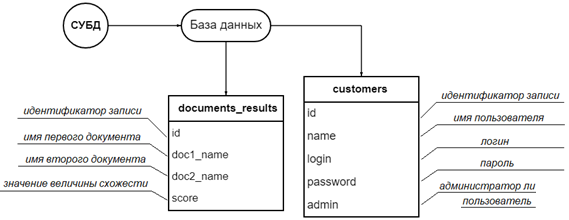 СУБД
База данных
documents_results
id
doc1_name
doc2_name
score
идентификатор записи
имя первого документа
имя второго документа
значение величины схожести
customers
id
name
login
password
admin
идентификатор записи
имя пользователя
логин
пароль
администратор ли
пользователь